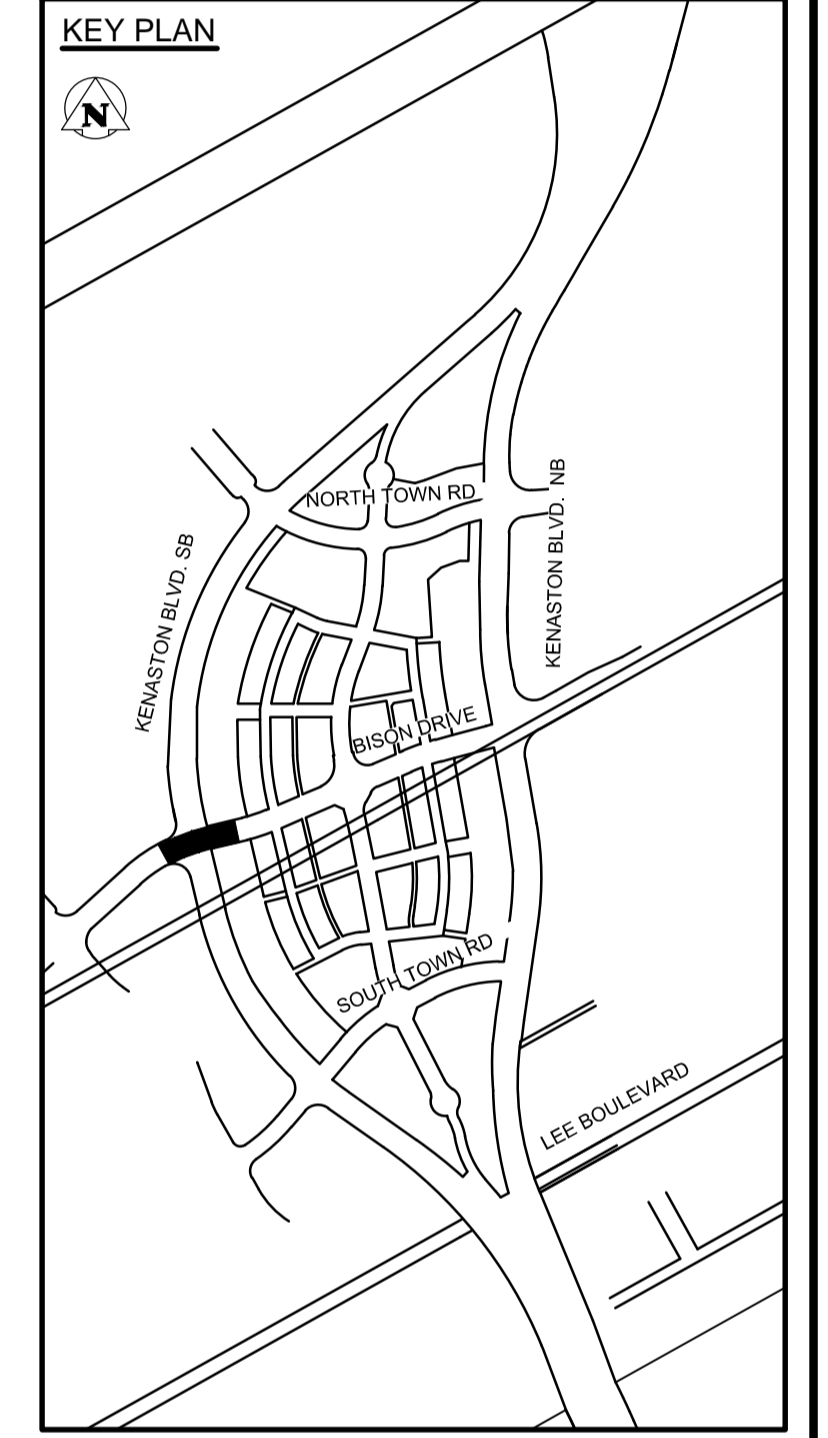 KEY PLAN
N
NORTH TOWN RD
KENASTON BLVD. NB
KENASTON BLVD. SB
BISON DRIVE
SOUTH TOWN RD
LEE BOULEVARD